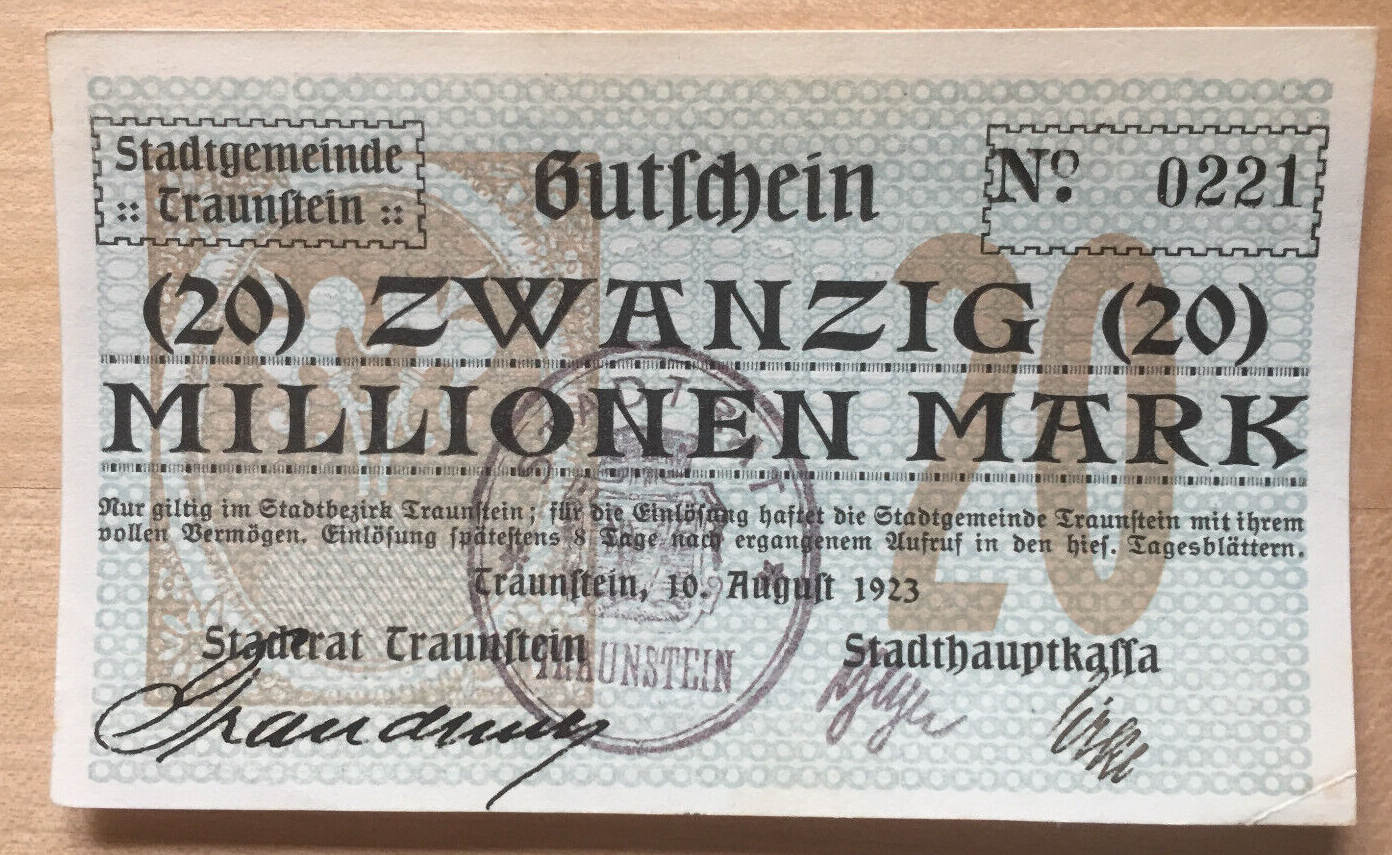 Stadtgemeinde
:: Traunstein ::
Gutschein
No. 0221
(20) ZWANZIG (20)
MILLIONEN MARK
20
Nur giltig im Stadtbezirk Traunstein; für die Einlösung haftet die Stadtgemeinde Traunstein mit ihrem
vollen Vermögen. Einlösung spätestens 8 Tage nach ergangenem Aufruf in den hies. Tagesblättern.
Traunstein, 10. August 1923
Stadtrat Traunstein
Stadthauptkassa
STADTRAT
TRAUNSTEIN